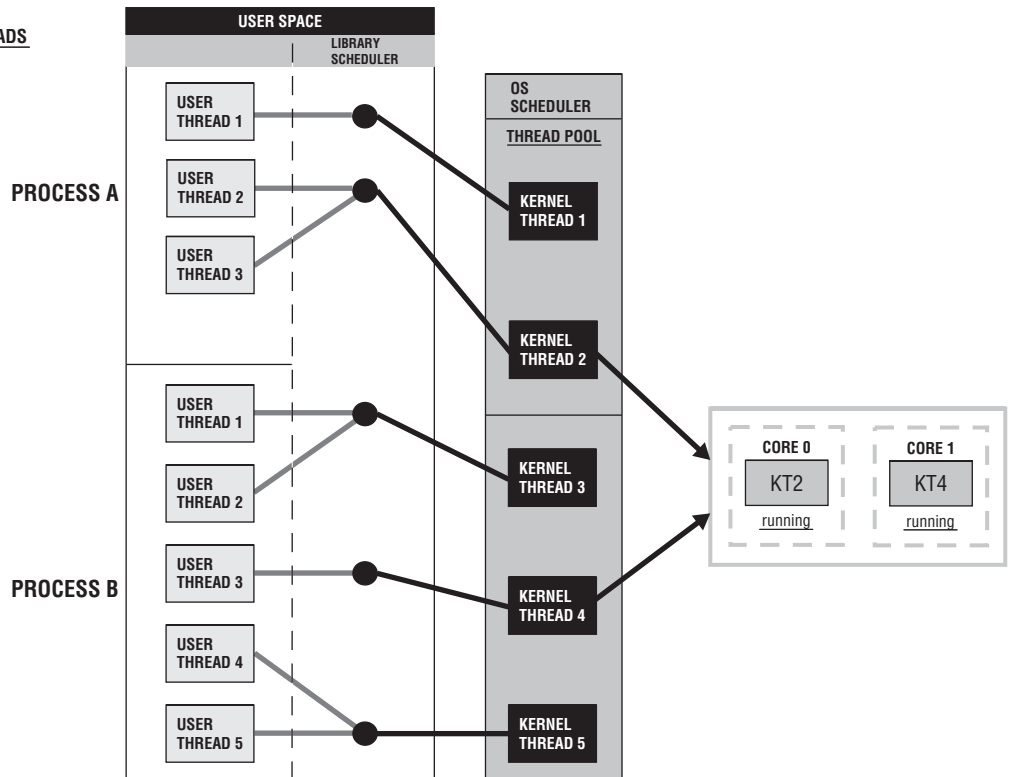 USER SPACE
LIBRARY
SCHEDULER
OS
SCHEDULER
THREAD POOL
PROCESS A
USER
THREAD 1
USER
THREAD 2
USER
THREAD 3
KERNEL
THREAD 1
KERNEL
THREAD 2
PROCESS B
USER
THREAD 1
USER
THREAD 2
USER
THREAD 3
USER
THREAD 4
USER
THREAD 5
KERNEL
THREAD 3
KERNEL
THREAD 4
KERNEL
THREAD 5
CORE 0
KT2
running
CORE 1
KT4
running